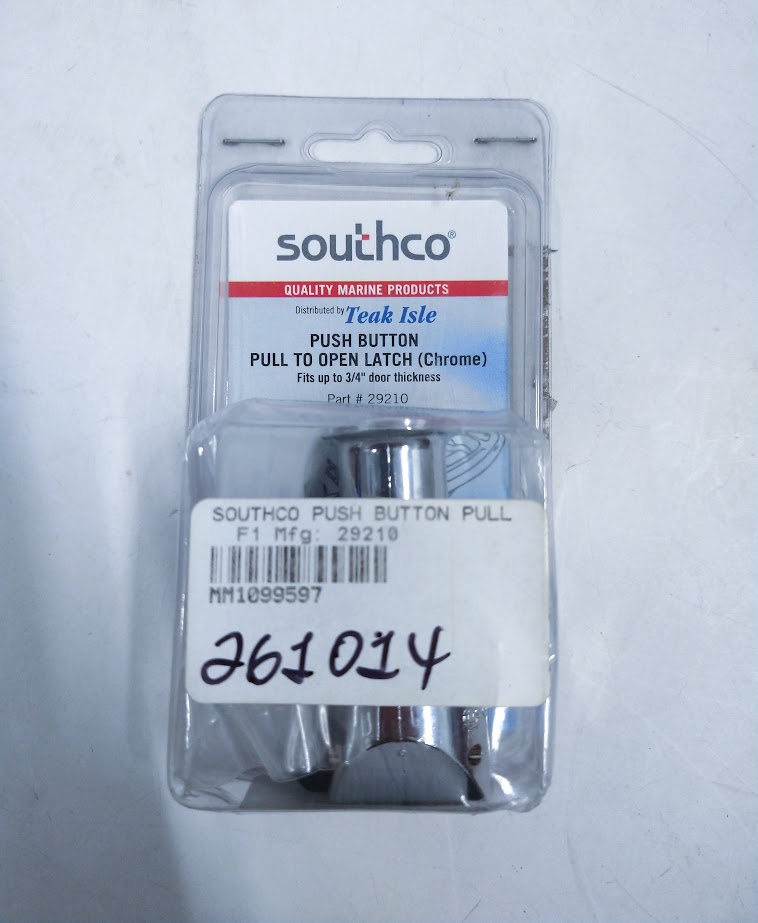 southco®
QUALITY MARINE PRODUCTS
Distributed by Teak Isle
PUSH BUTTON
PULL TO OPEN LATCH (Chrome)
Fits up to 3/4" door thickness
Part # 29210
SOUTHCO PUSH BUTTON PULL
F1 Mfg: 29210
MM1099597
261014